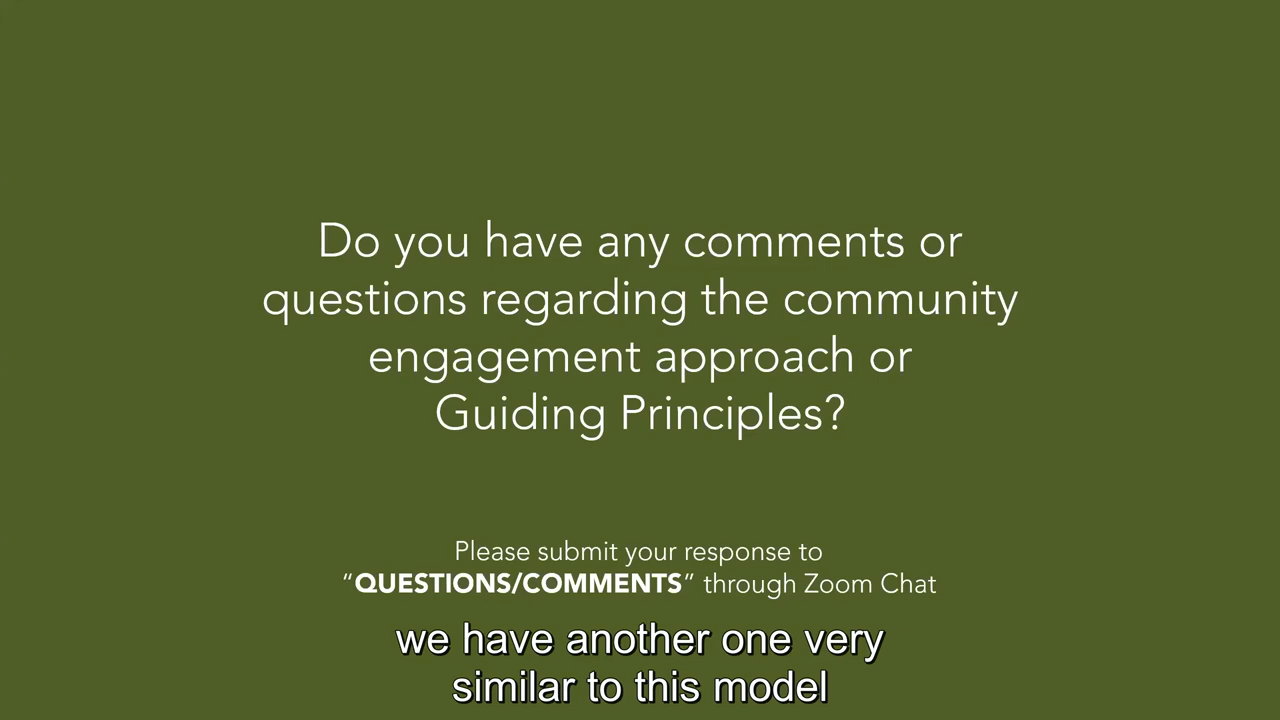 Do you have any comments or
questions regarding the community
engagement approach or
Guiding Principles?
Please submit your response to
“QUESTIONS/COMMENTS” through Zoom Chat
we have another one very
similar to this model